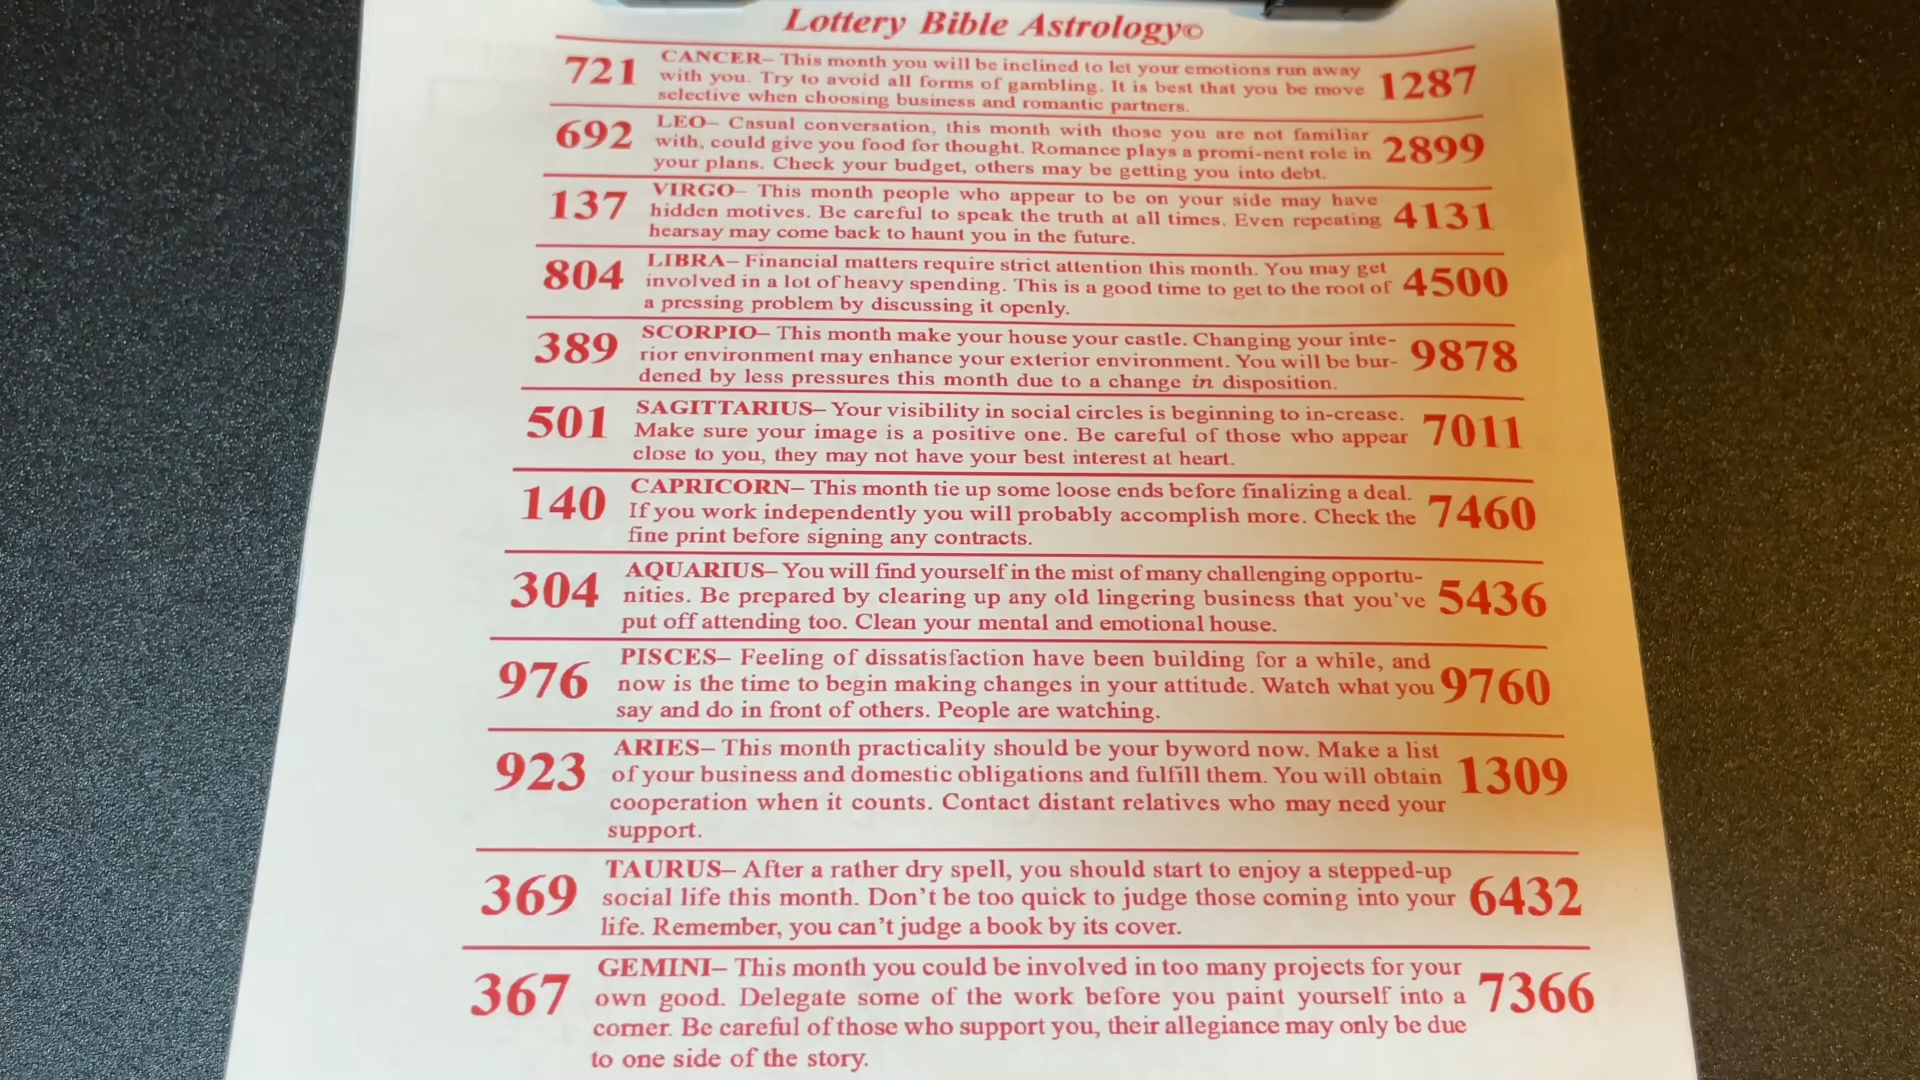 Lottery Bible Astrology©
721 CANCER– This month you will be inclined to let your emotions run away 1287
with you. Try to avoid all forms of gambling. It is best that you be move
selective when choosing business and romantic partners.
692 LEO– Casual conversation, this month with those you are not familiar 2899
with, could give you food for thought. Romance plays a promi-nent role in
your plans. Check your budget, others may be getting you into debt.
137 VIRGO– This month people who appear to be on your side may have 4131
hidden motives. Be careful to speak the truth at all times. Even repeating
hearsay may come back to haunt you in the future.
804 LIBRA– Financial matters require strict attention this month. You may get 4500
involved in a lot of heavy spending. This is a good time to get to the root of
a pressing problem by discussing it openly.
389 SCORPIO– This month make your house your castle. Changing your inte- 9878
rior environment may enhance your exterior environment. You will be bur-
dened by less pressures this month due to a change in disposition.
501 SAGITTARIUS– Your visibility in social circles is beginning to in-crease. 7011
Make sure your image is a positive one. Be careful of those who appear
close to you, they may not have your best interest at heart.
140 CAPRICORN– This month tie up some loose ends before finalizing a deal. 7460
If you work independently you will probably accomplish more. Check the
fine print before signing any contracts.
304 AQUARIUS– You will find yourself in the mist of many challenging opportu- 5436
nities. Be prepared by clearing up any old lingering business that you've
put off attending too. Clean your mental and emotional house.
976 PISCES– Feeling of dissatisfaction have been building for a while, and 9760
now is the time to begin making changes in your attitude. Watch what you
say and do in front of others. People are watching.
923 ARIES– This month practicality should be your byword now. Make a list 1309
of your business and domestic obligations and fulfill them. You will obtain
cooperation when it counts. Contact distant relatives who may need your
support.
369 TAURUS– After a rather dry spell, you should start to enjoy a stepped-up 6432
social life this month. Don't be too quick to judge those coming into your
life. Remember, you can't judge a book by its cover.
367 GEMINI– This month you could be involved in too many projects for your 7366
own good. Delegate some of the work before you paint yourself into a
corner. Be careful of those who support you, their allegiance may only be due
to one side of the story.